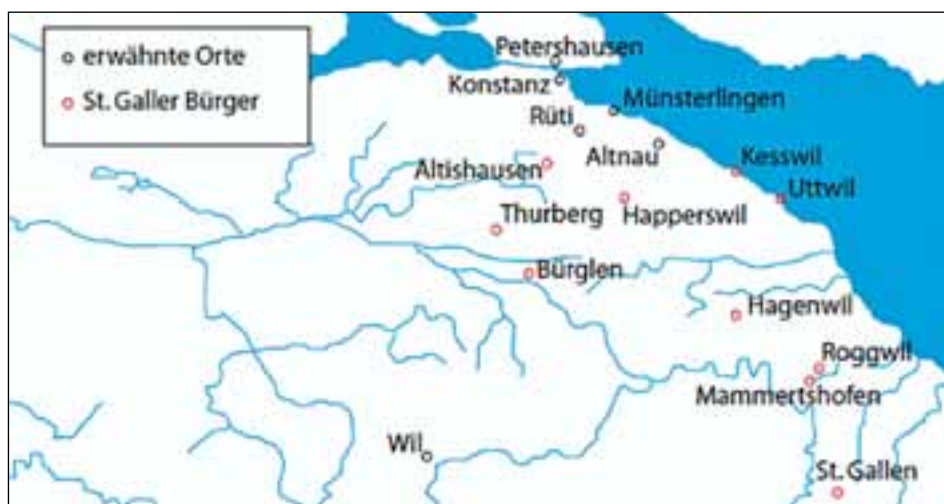 erwähnte Orte
St. Galler Bürger
Petershausen
Konstanz
Münsterlingen
Rüti
Altnau
Kesswil
Altishausen
Uttwil
Thurberg
Happerswil
Bürglen
Hagenwil
Roggwil
Mammertshofen
Wil
St. Gallen